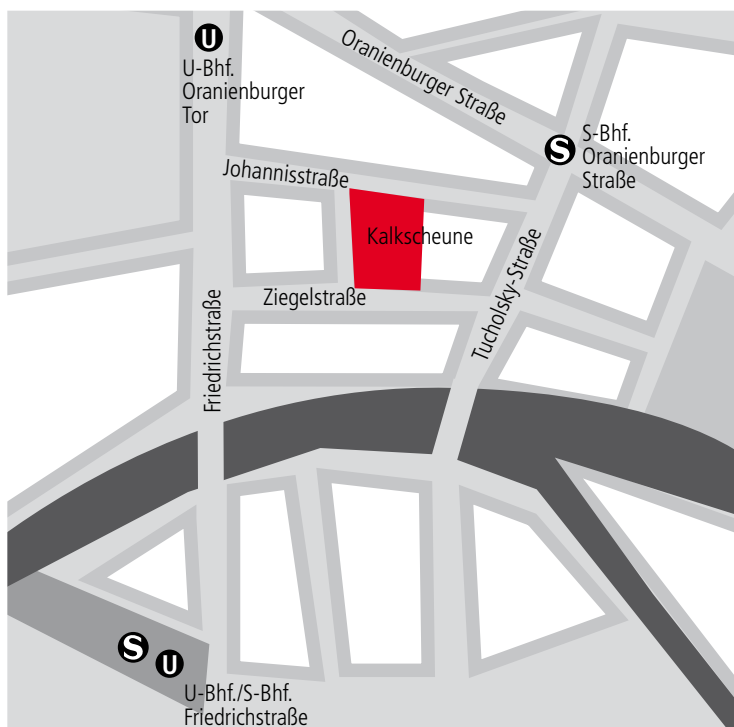 U
U-Bhf.
Oranienburger
Tor
Oranienburger Straße
S
S-Bhf.
Oranienburger
Straße
Johannisstraße
Kalkscheune
Ziegelstraße
Tucholsky-Straße
Friedrichstraße
S
U
U-Bhf./S-Bhf.
Friedrichstraße